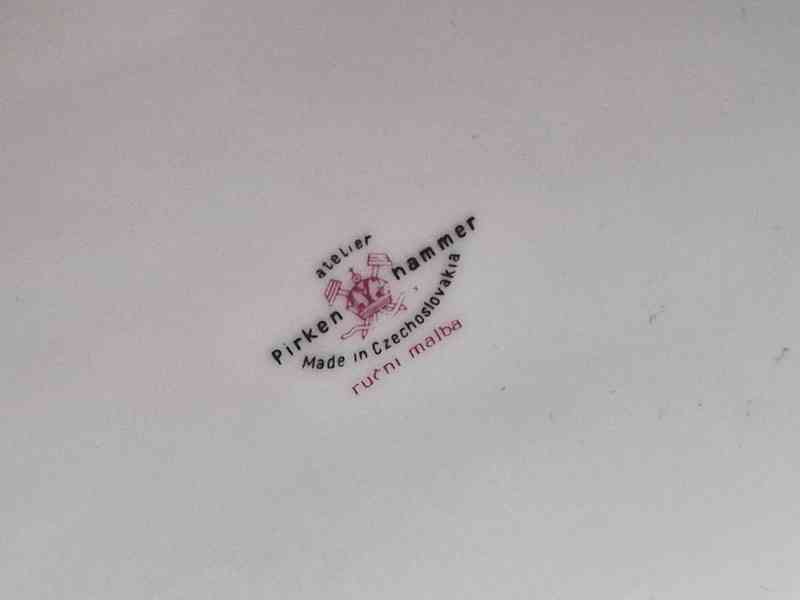 atelier
Pirken hammer
Made in Czechoslovakia
ruční malba